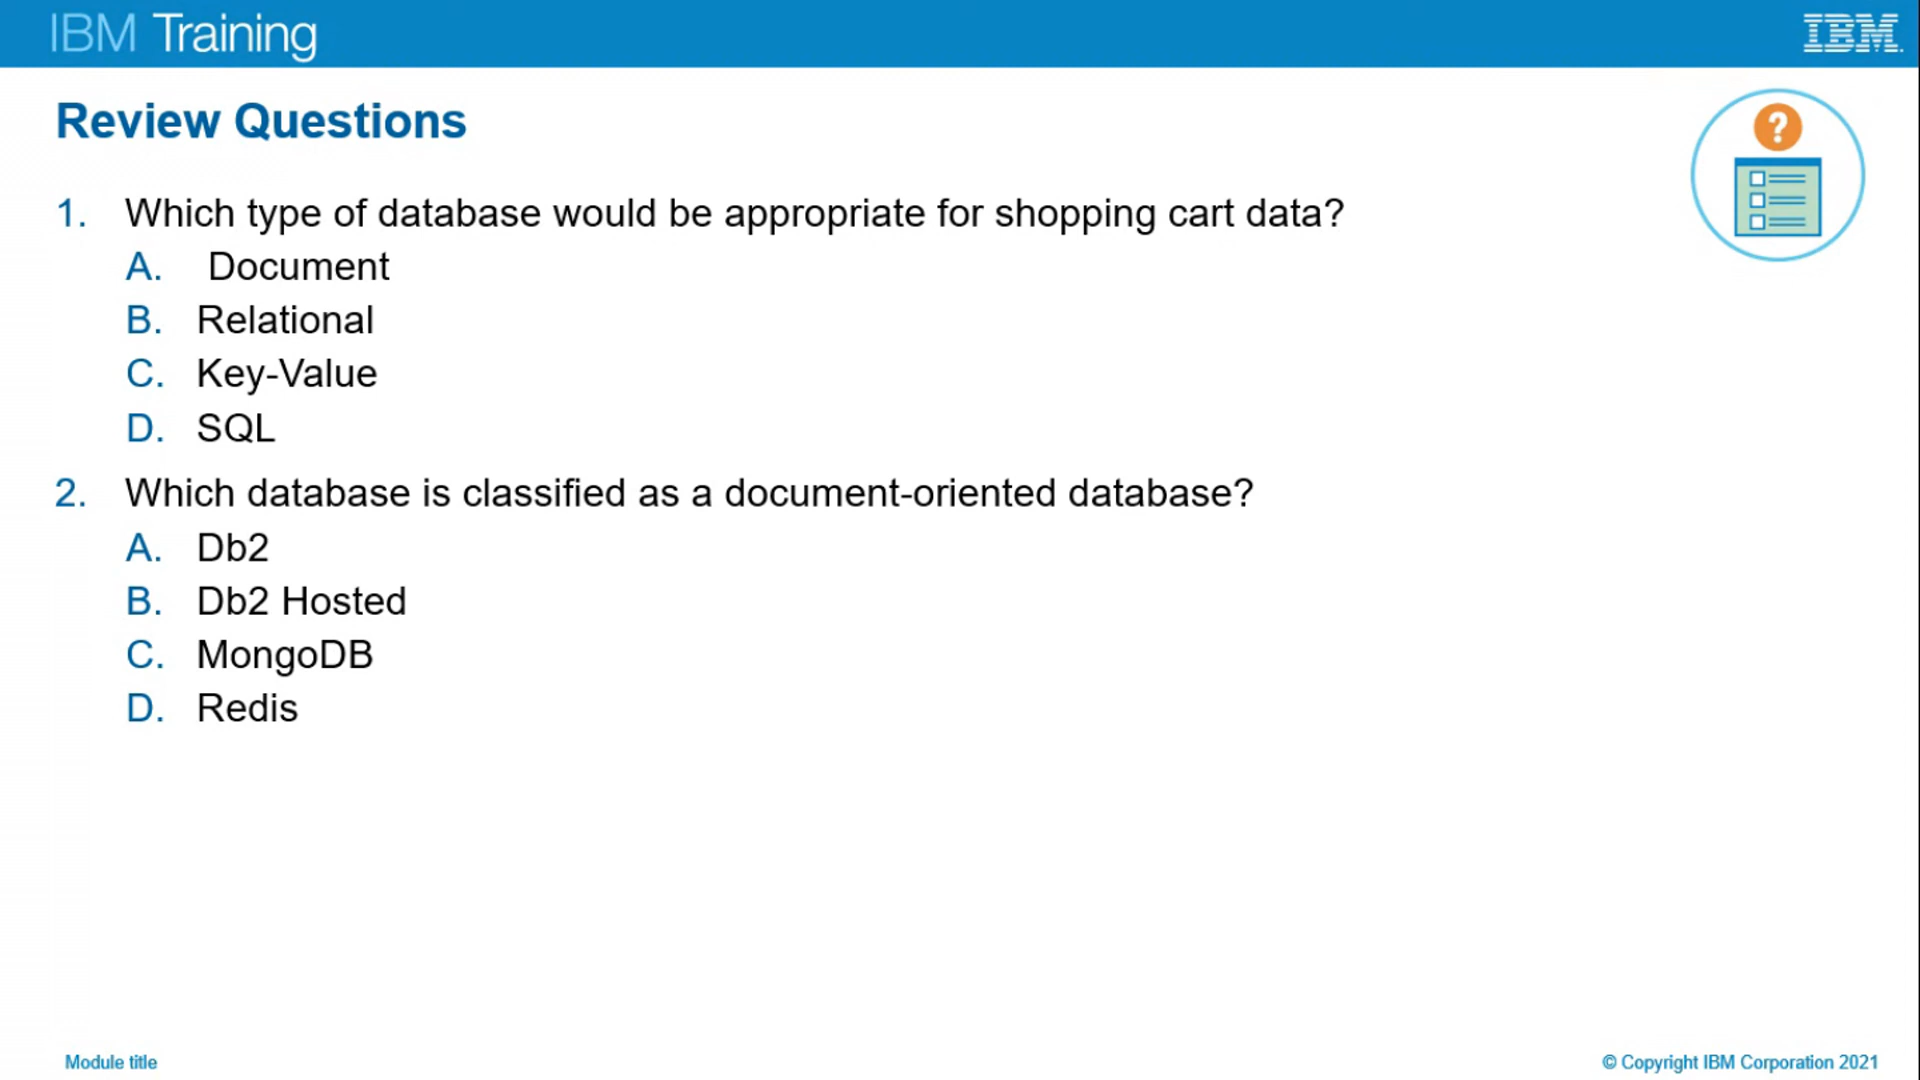 IBM Training
IBM.
Review Questions
?
1. Which type of database would be appropriate for shopping cart data?
A. Document
B. Relational
C. Key-Value
D. SQL
2. Which database is classified as a document-oriented database?
A. Db2
B. Db2 Hosted
C. MongoDB
D. Redis
Module title
© Copyright IBM Corporation 2021